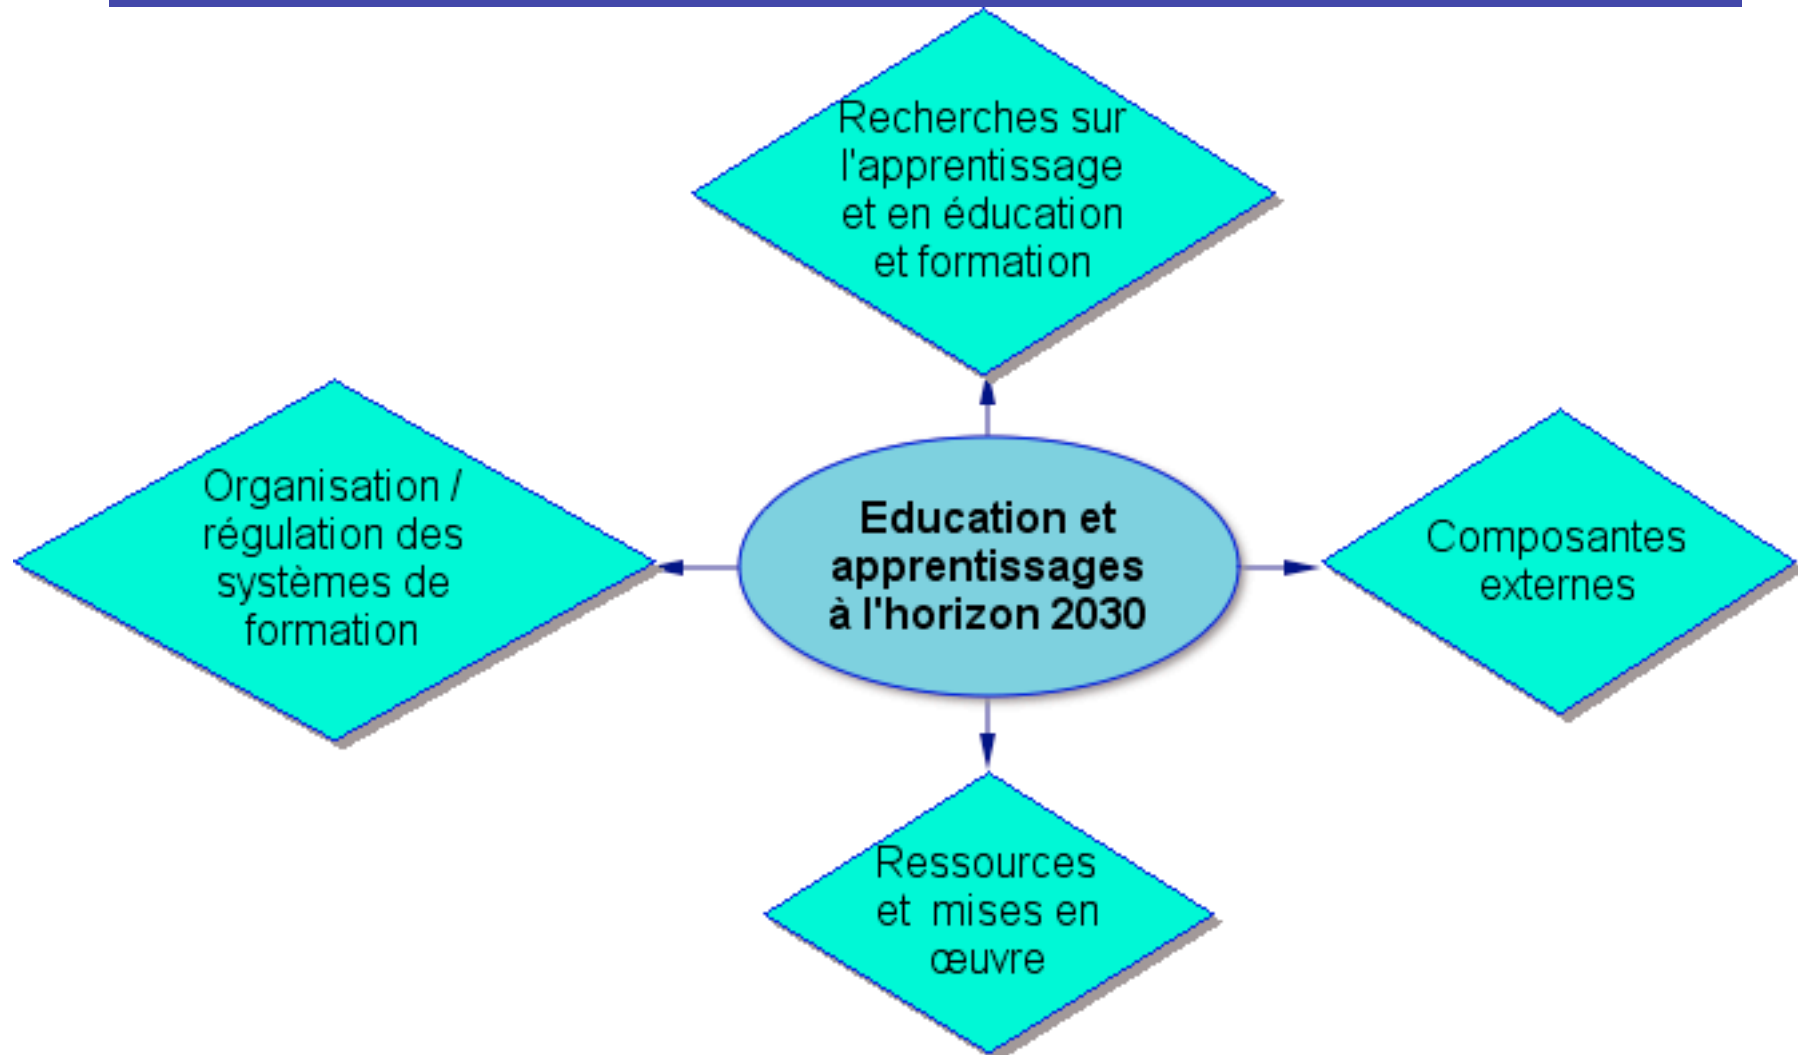 Recherches sur
l'apprentissage
et en éducation
et formation
Organisation /
régulation des
systèmes de
formation
Education et
apprentissages
à l'horizon 2030
Composantes
externes
Ressources
et mises en
œuvre